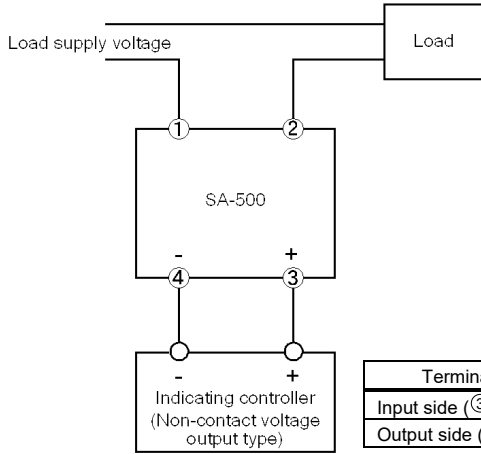 Load supply voltage
Load
① ②
SA-500
- +
④ ③
- +
Indicating controller
(Non-contact voltage
output type)
Input side (③
Output side (